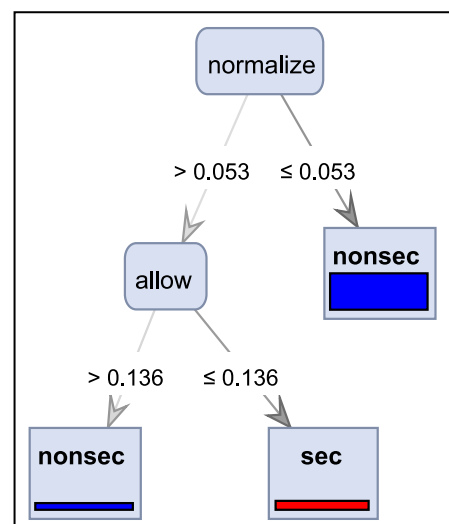 normalize
> 0.053
≤ 0.053
nonsec
allow
> 0.136
≤ 0.136
nonsec
sec